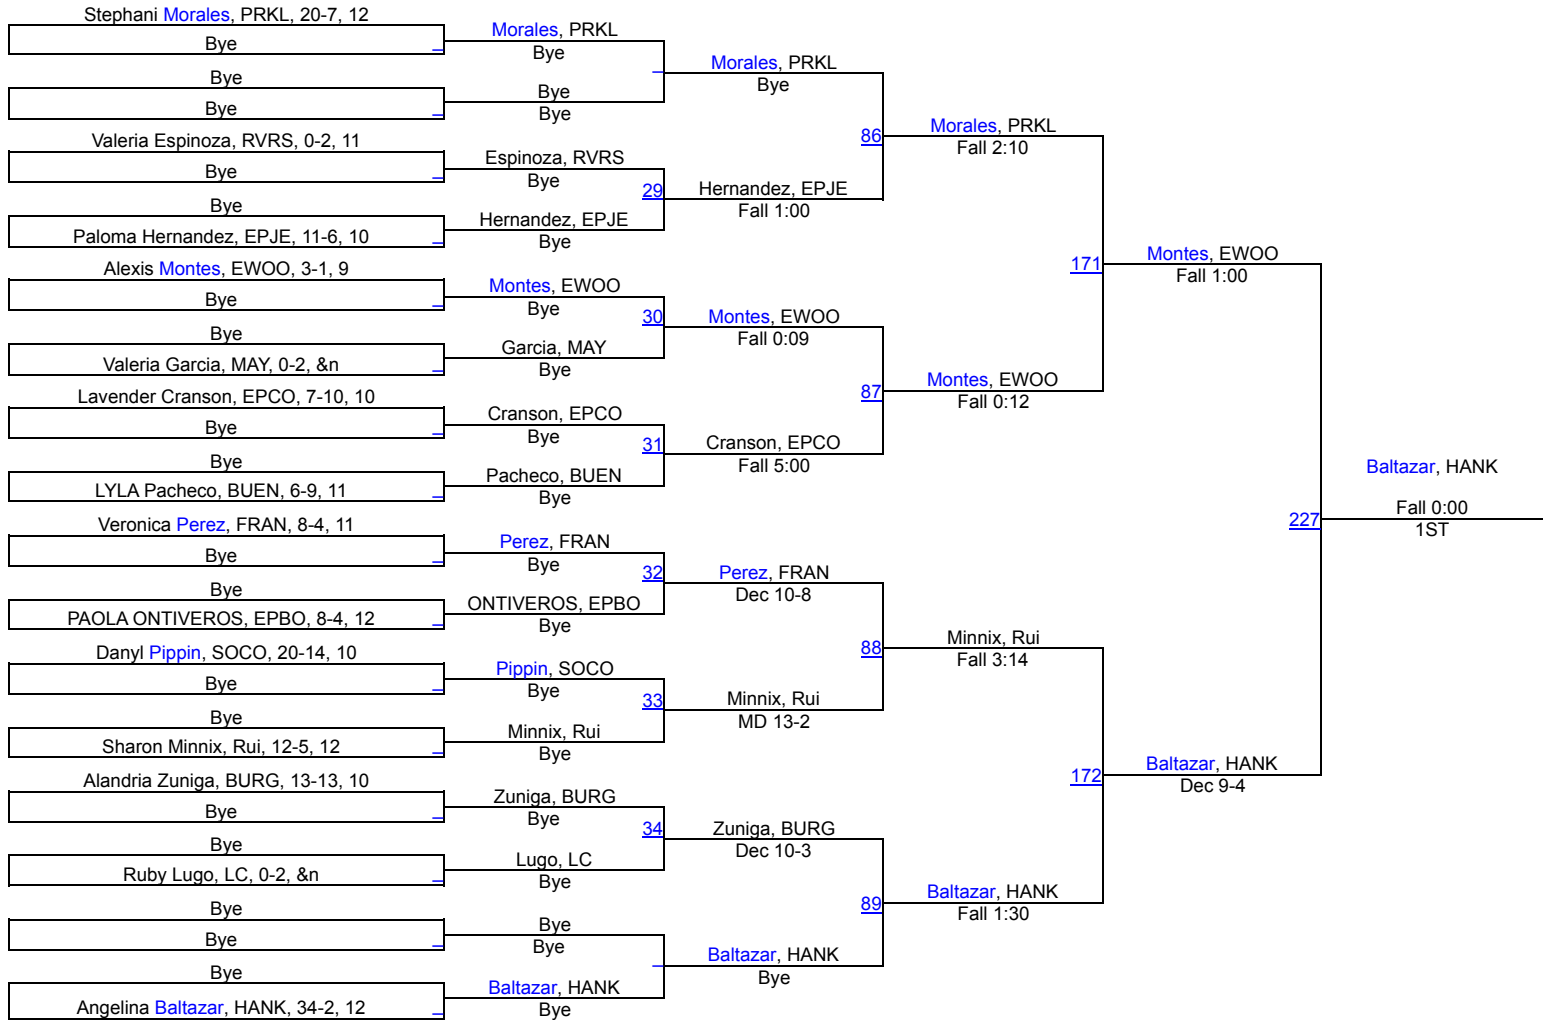 Stephani Morales, PRKL, 20-7, 12
Bye
Bye
Bye
Valeria Espinoza, RVRS, 0-2, 11
Bye
Bye
Paloma Hernandez, EPJE, 11-6, 10
Alexis Montes, EWOO, 3-1, 9
Bye
Bye
Valeria Garcia, MAY, 0-2, &n
Lavender Cranson, EPCO, 7-10, 10
Bye
Bye
LYLA Pacheco, BUEN, 6-9, 11
Veronica Perez, FRAN, 8-4, 11
Bye
Bye
PAOLA ONTIVEROS, EPBO, 8-4, 12
Danyl Pippin, SOCO, 20-14, 10
Bye
Bye
Sharon Minnix, Rui, 12-5, 12
Alandria Zuniga, BURG, 13-13, 10
Bye
Bye
Ruby Lugo, LC, 0-2, &n
Bye
Bye
Bye
Angelina Baltazar, HANK, 34-2, 12
Morales, PRKL
Bye
Bye
Bye
Espinoza, RVRS
Bye
29
Hernandez, EPJE
Bye
Montes, EWOO
Bye
30
Garcia, MAY
Bye
Cranson, EPCO
Bye
31
Pacheco, BUEN
Bye
Perez, FRAN
Bye
32
ONTIVEROS, EPBO
Bye
Pippin, SOCO
Bye
33
Minnix, Rui
Bye
Zuniga, BURG
Bye
34
Lugo, LC
Bye
Bye
Bye
Baltazar, HANK
Bye
Morales, PRKL
Bye
86
Hernandez, EPJE
Fall 1:00
Montes, EWOO
Fall 0:09
87
Cranson, EPCO
Fall 5:00
Perez, FRAN
Dec 10-8
88
Minnix, Rui
MD 13-2
Zuniga, BURG
Dec 10-3
89
Baltazar, HANK
Bye
Morales, PRKL
Fall 2:10
171
Montes, EWOO
Fall 0:12
Minnix, Rui
Fall 3:14
172
Baltazar, HANK
Fall 1:30
Montes, EWOO
Fall 1:00
227
Baltazar, HANK
Dec 9-4
Baltazar, HANK
Fall 0:00
1ST